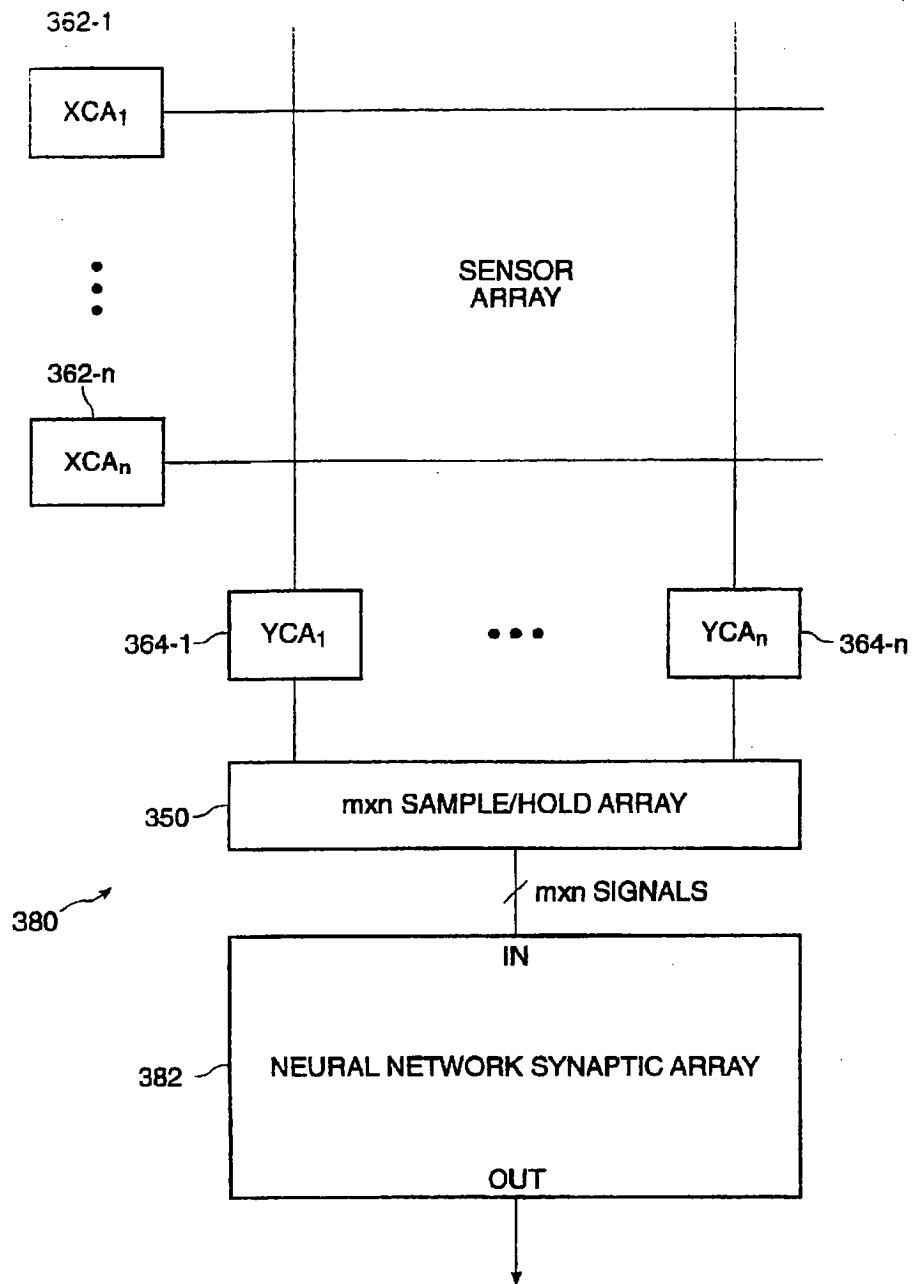 362-1
XCA₁
SENSOR
ARRAY
362-n
XCAₙ
364-1
YCA₁
YCAₙ
364-n
350
mxn SAMPLE/HOLD ARRAY
mxn SIGNALS
380
IN
382
NEURAL NETWORK SYNAPTIC ARRAY
OUT